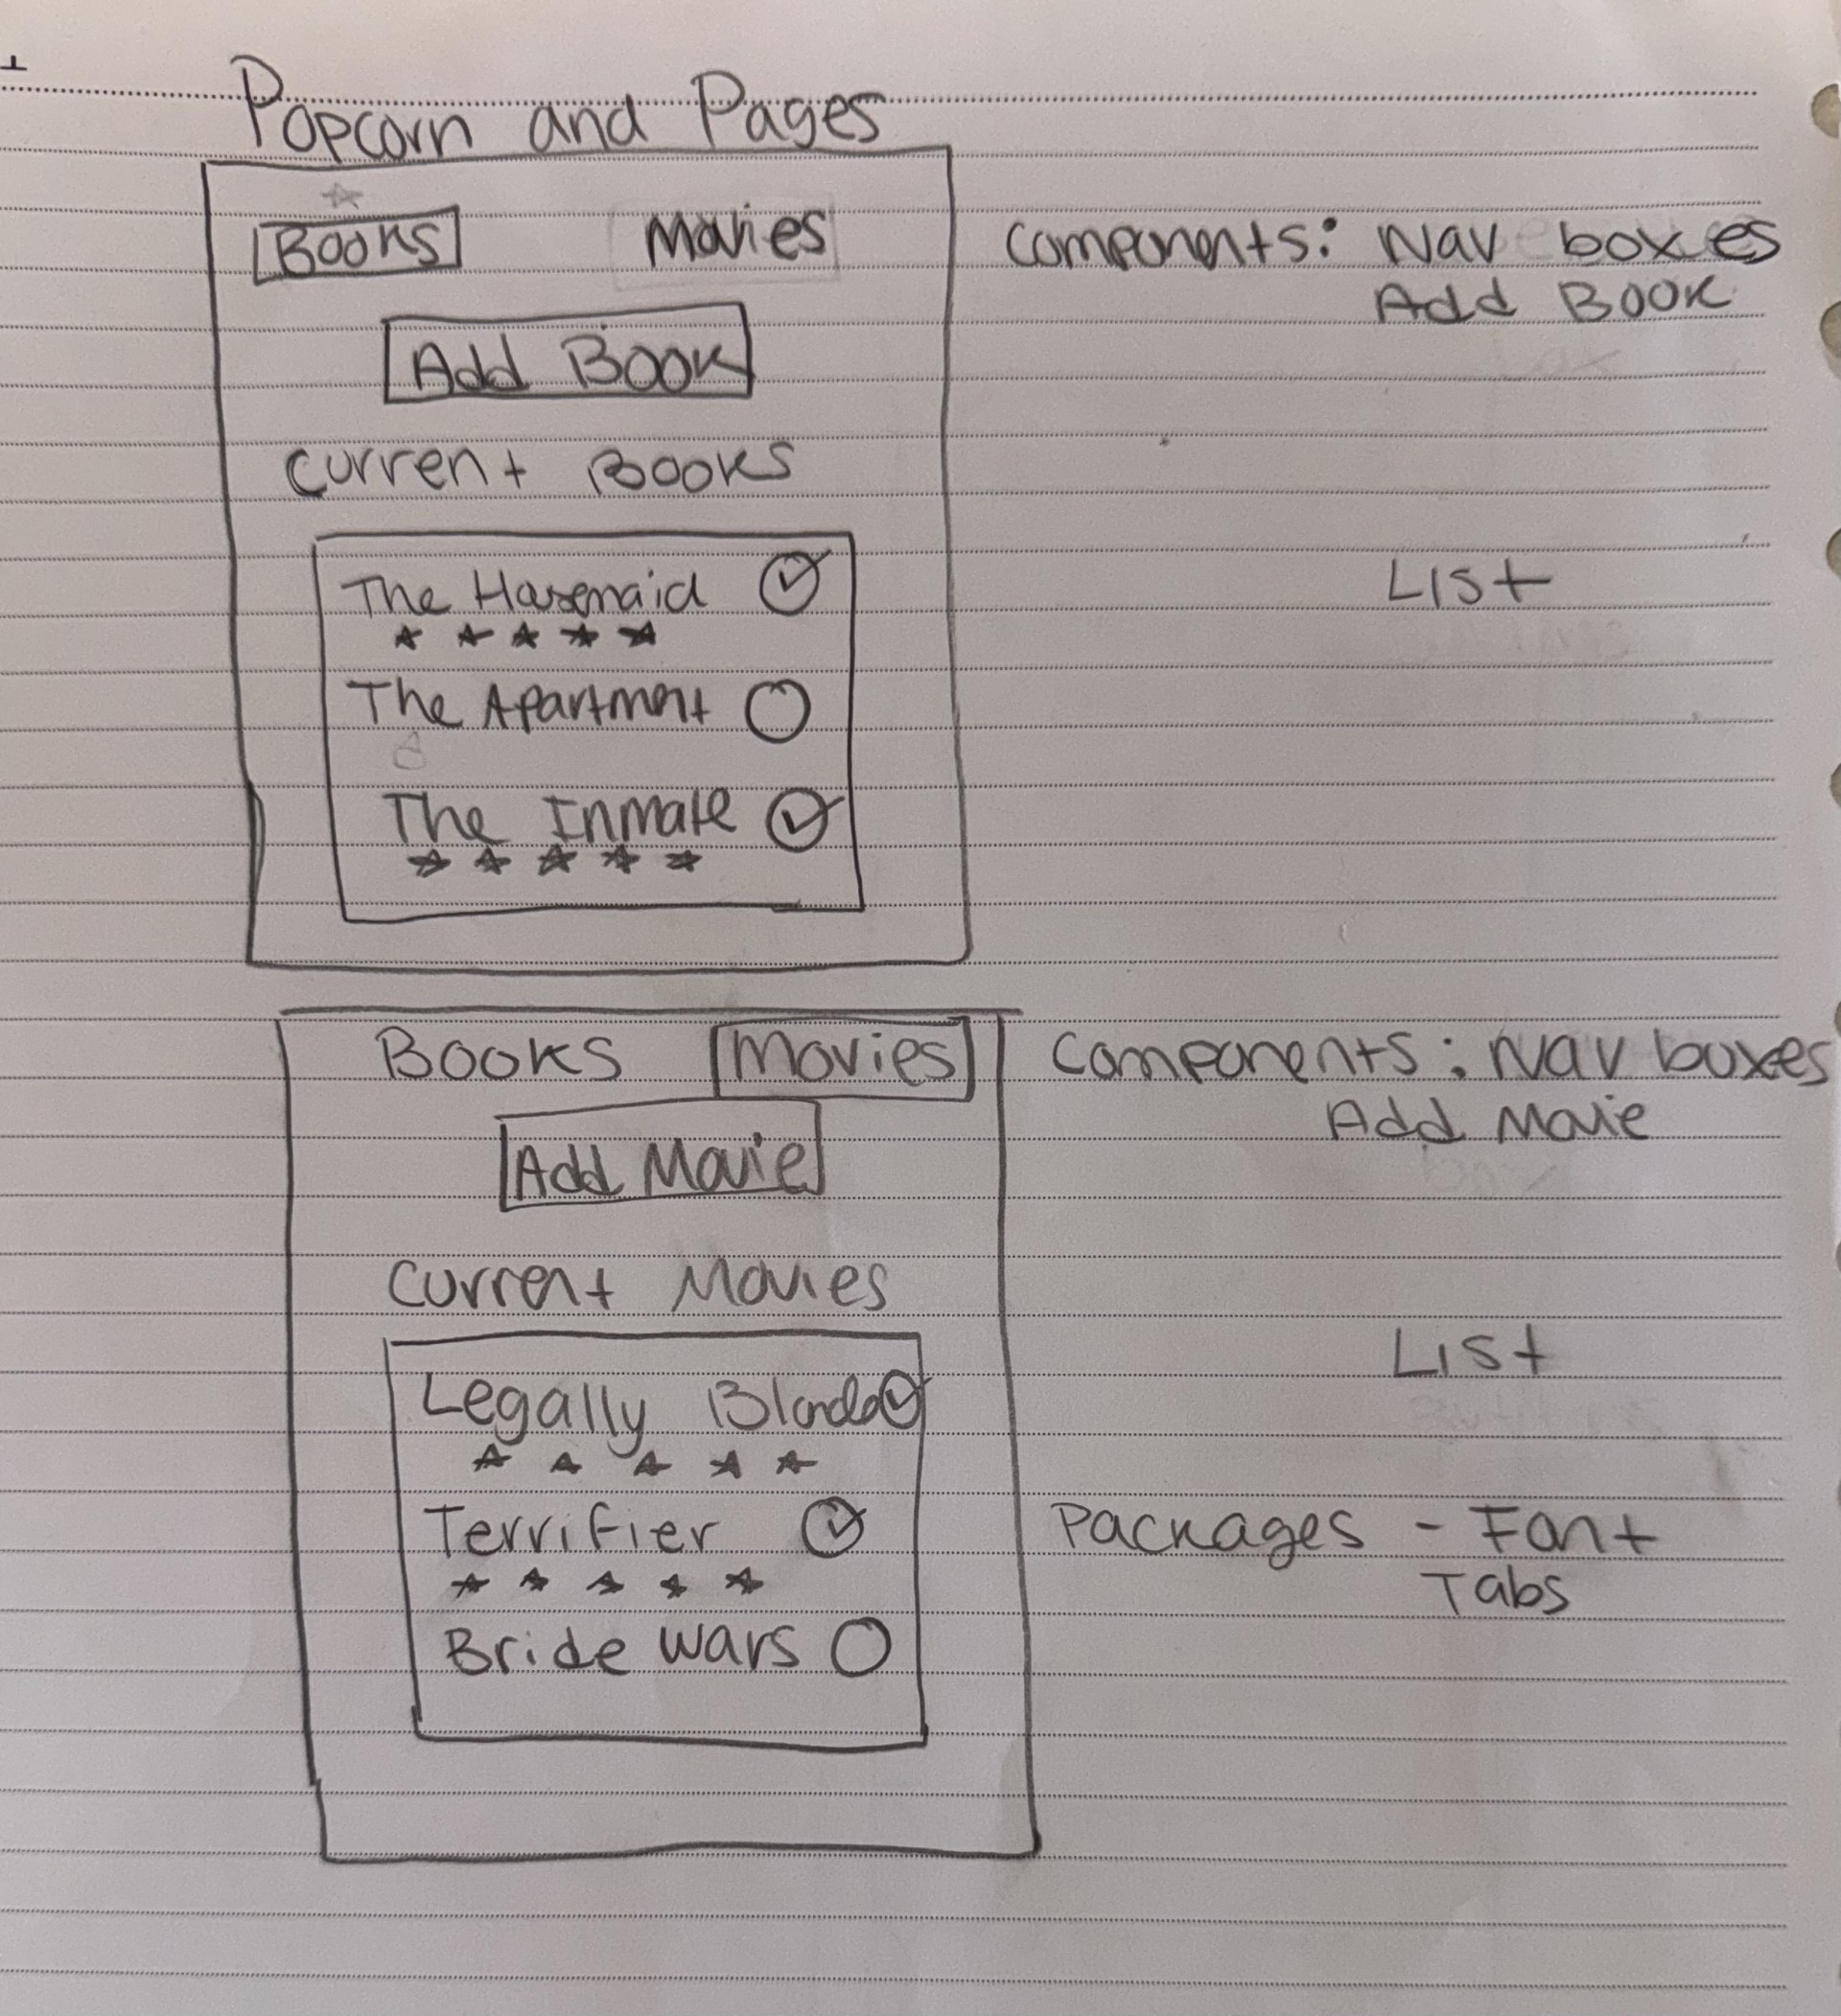 Popcorn and Pages
Books Movies
Components: Nav boxes
Add Book
Add Book
Current Books
The Housemaid
List
The Apartment
The Inmate
Books Movies
Components: Nav boxes
Add Movie
Add Movie
Current Movies
List
Legally Blonde
Terrifier
Packages - Font
Tabs
Bride Wars